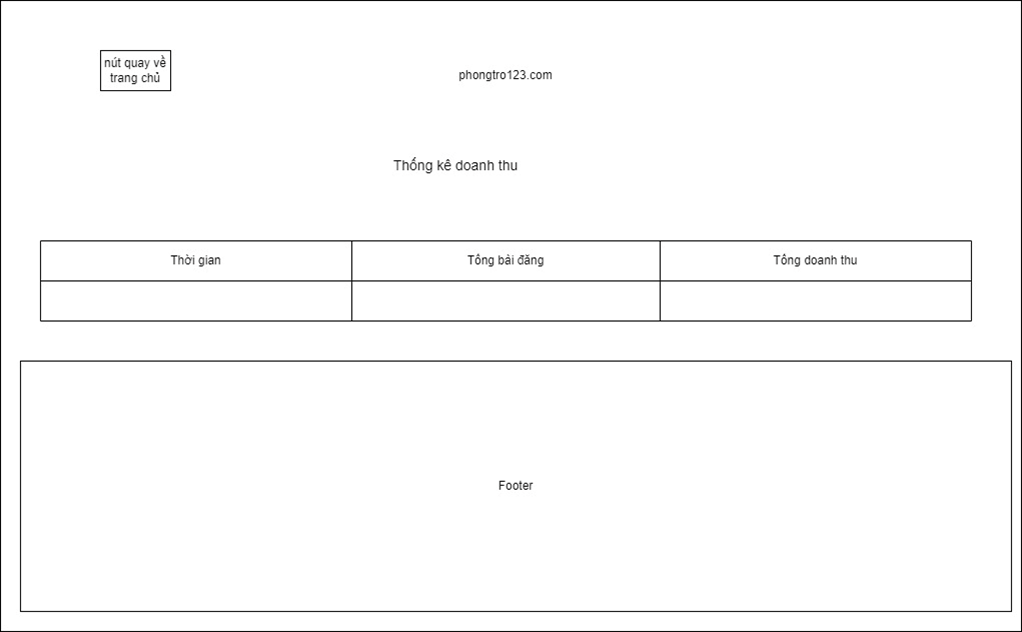 nút quay về
trang chủ
phongtro123.com
Thống kê doanh thu
Thời gian
Tổng bài đăng
Tổng doanh thu
Footer